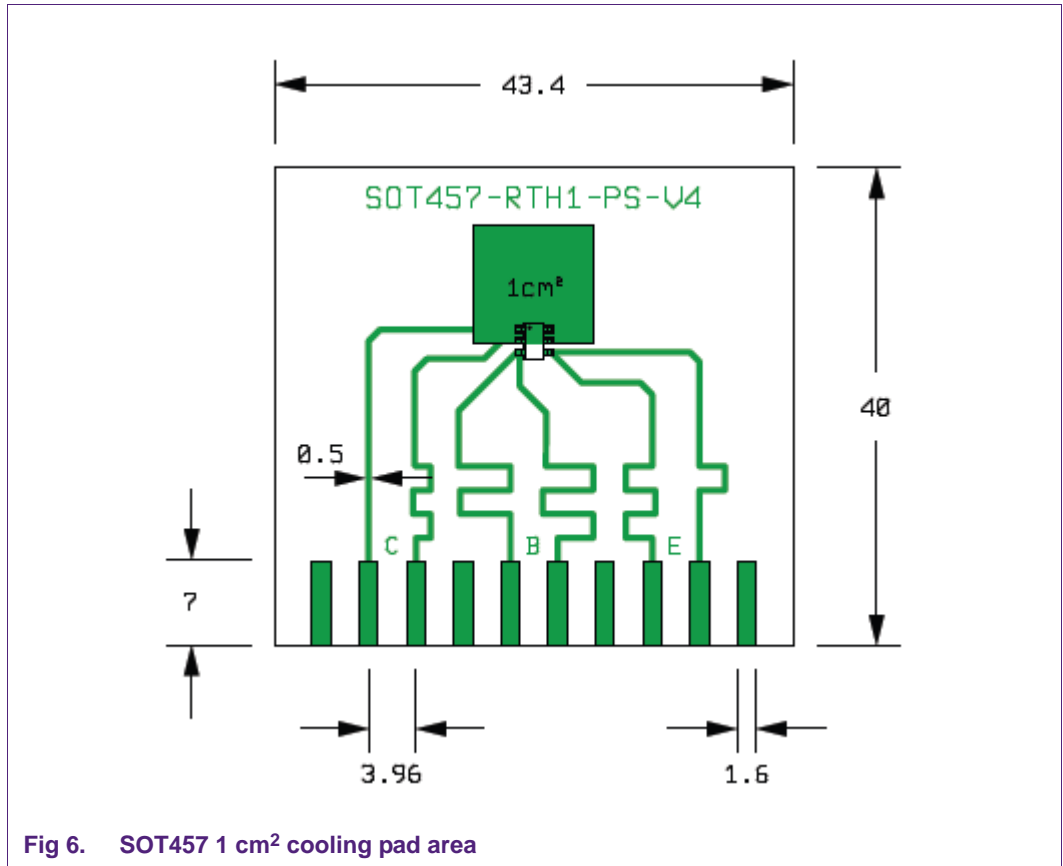 43.4
SOT457-RTH1-PS-V4
1cm²
40
0.5
C B E
7
3.96 1.6
Fig 6. SOT457 1 cm² cooling pad area